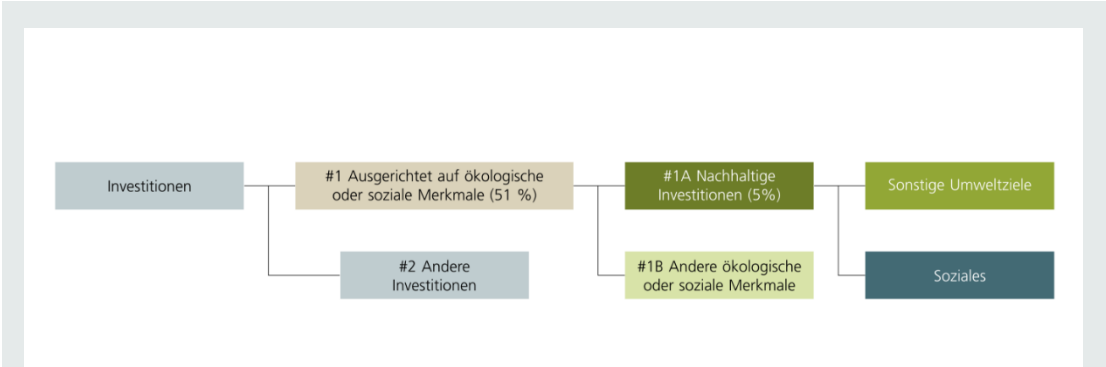 Investitionen
#1 Ausgerichtet auf ökologische
oder soziale Merkmale (51 %)
#1A Nachhaltige
Investitionen (5%)
Sonstige Umweltziele
#2 Andere
Investitionen
#1B Andere ökologische
oder soziale Merkmale
Soziales